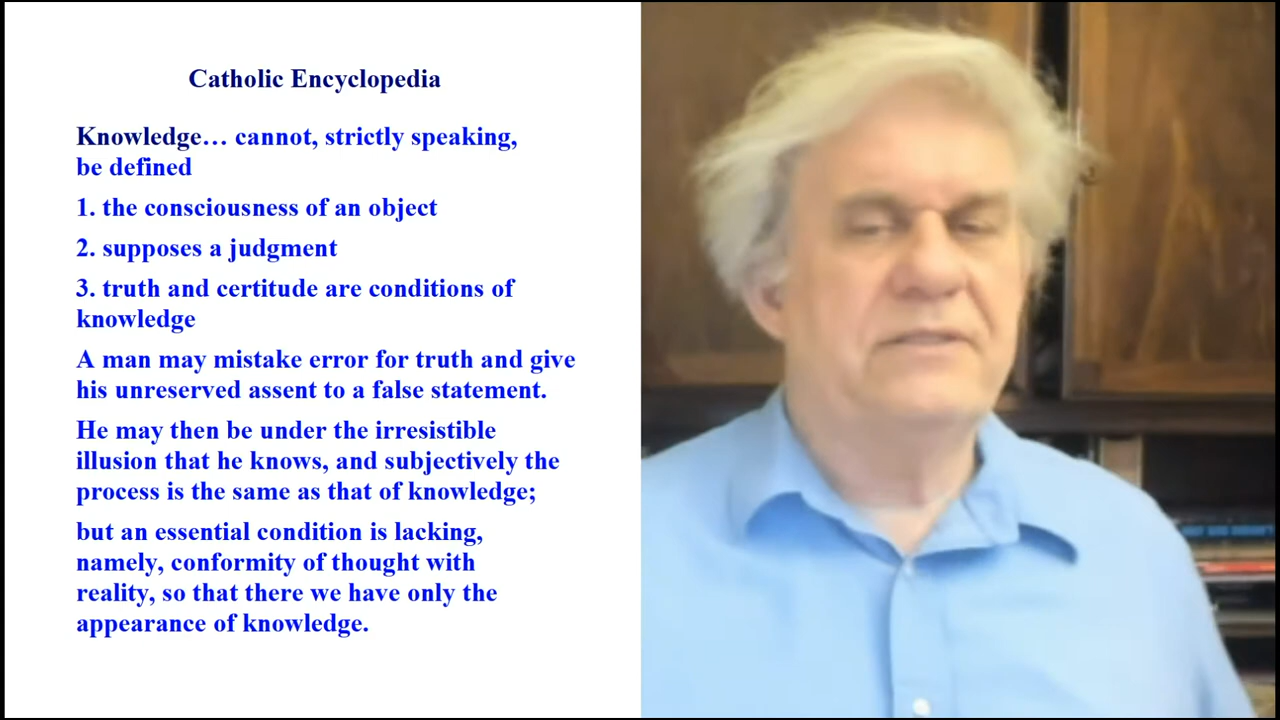 Catholic Encyclopedia
Knowledge… cannot, strictly speaking,
be defined
1. the consciousness of an object
2. supposes a judgment
3. truth and certitude are conditions of
knowledge
A man may mistake error for truth and give
his unreserved assent to a false statement.
He may then be under the irresistible
illusion that he knows, and subjectively the
process is the same as that of knowledge;
but an essential condition is lacking,
namely, conformity of thought with
reality, so that there we have only the
appearance of knowledge.